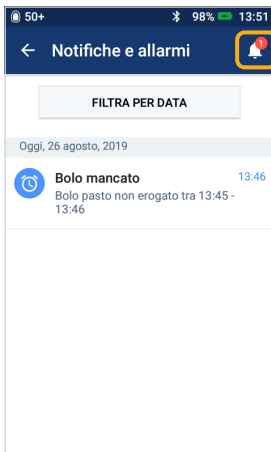 50+ 98% 13:51
Notifiche e allarmi 1
FILTRA PER DATA
Oggi, 26 agosto, 2019
Bolo mancato 13:46
Bolo pasto non erogato tra 13:45 -
13:46